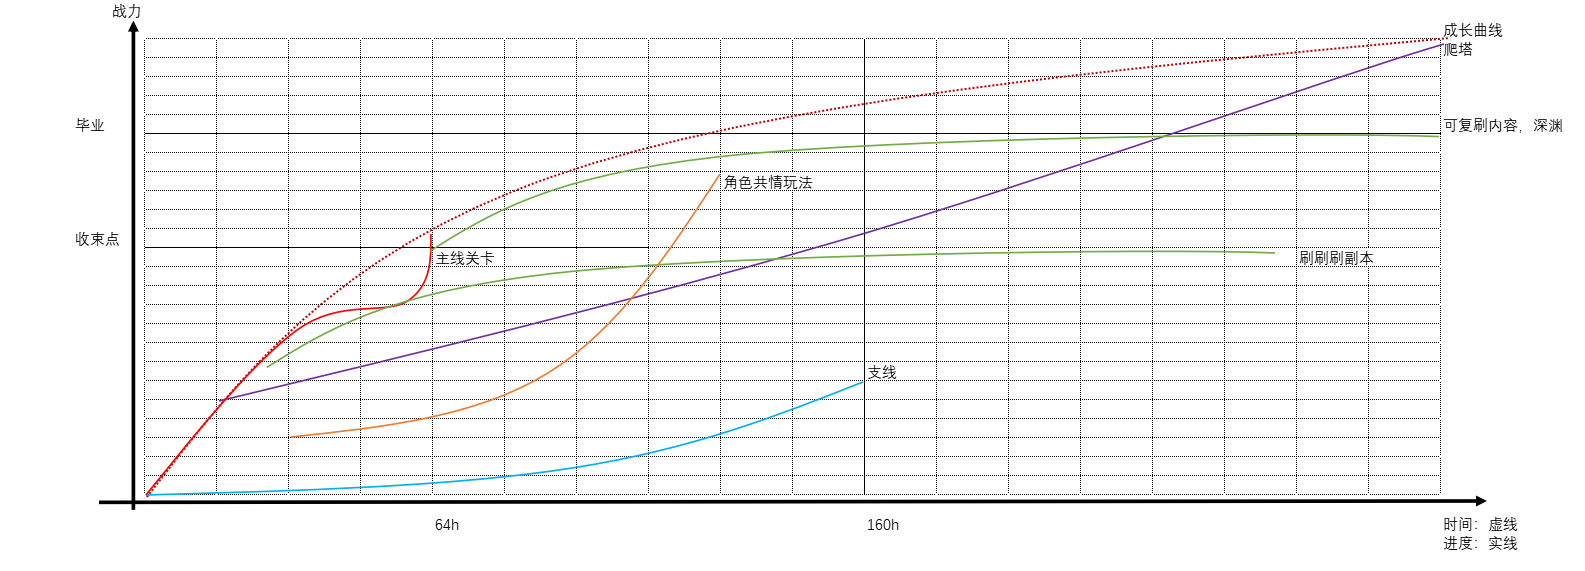 战力
成长曲线
爬塔
毕业
可复刷内容，深渊
角色共情玩法
收束点
主线关卡
刷刷刷副本
支线
64h
160h
时间：虚线
进度：实线